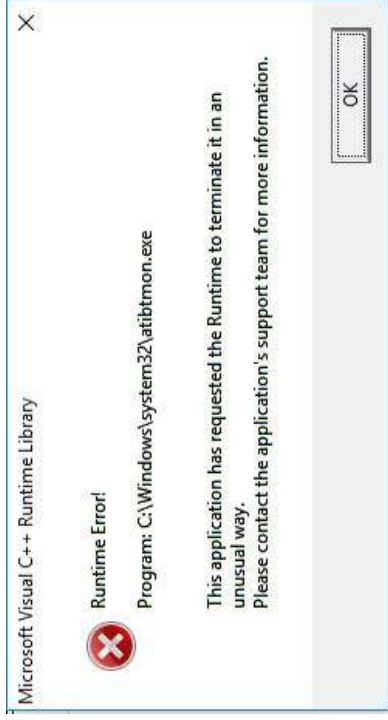 Microsoft Visual C++ Runtime Library
Runtime Error!
Program: C:\Windows\system32\atibtmon.exe
This application has requested the Runtime to terminate it in an
unusual way.
Please contact the application's support team for more information.
OK